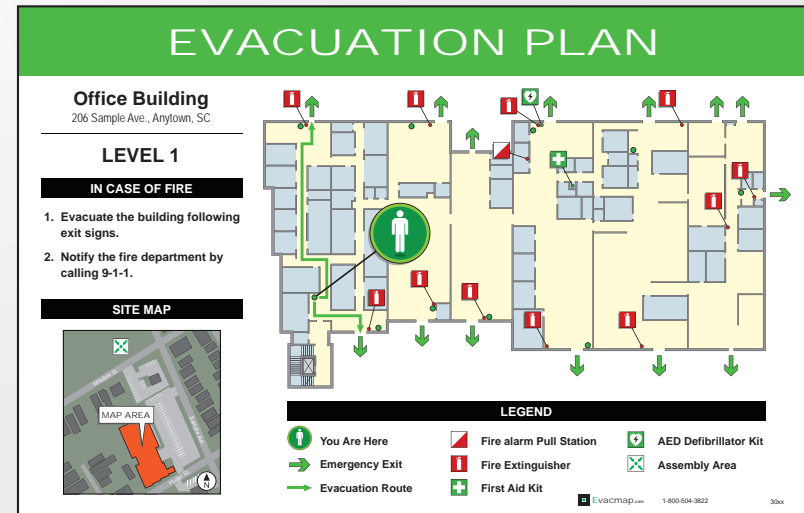 EVACUATION PLAN
Office Building
206 Sample Ave., Anytown, SC
LEVEL 1
IN CASE OF FIRE
1. Evacuate the building following
exit signs.
2. Notify the fire department by
calling 9-1-1.
SITE MAP
MAP AREA
N
LEGEND
You Are Here
Emergency Exit
Evacuation Route
Fire alarm Pull Station
Fire Extinguisher
First Aid Kit
AED Defibrillator Kit
Assembly Area
Evacmap.com
1-800-504-3822
30xx